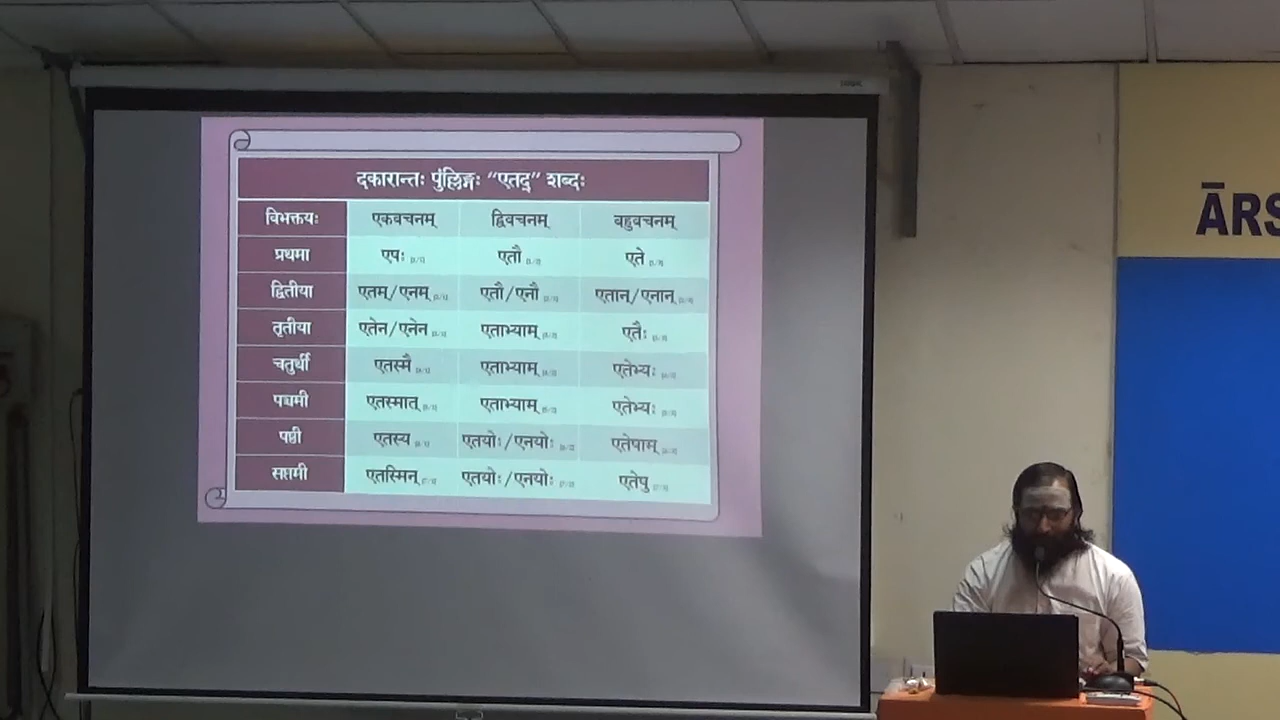 दकारान्तः पुंल्लिङ्गः "एतद्" शब्दः
विभक्तयः एकवचनम् द्विवचनम् बहुवचनम्
प्रथमा एषः एतौ एते
द्वितीया एतम्/एनम् एतौ/एनौ एतान्/एनान्
तृतीया एतेन/एनेन एताभ्याम् एतैः
चतुर्थी एतस्मै एताभ्याम् एतेभ्यः
पञ्चमी एतस्मात् एताभ्याम् एतेभ्यः
षष्ठी एतस्य एतयोः/एनयोः एतेषाम्
सप्तमी एतस्मिन् एतयोः/एनयोः एतेषु
ĀRS